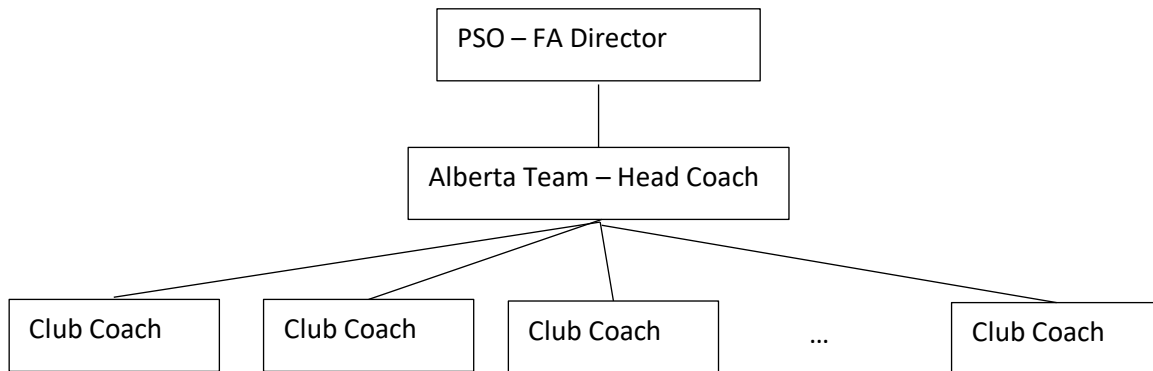 PSO – FA Director
Alberta Team – Head Coach
Club Coach
Club Coach
Club Coach
...
Club Coach